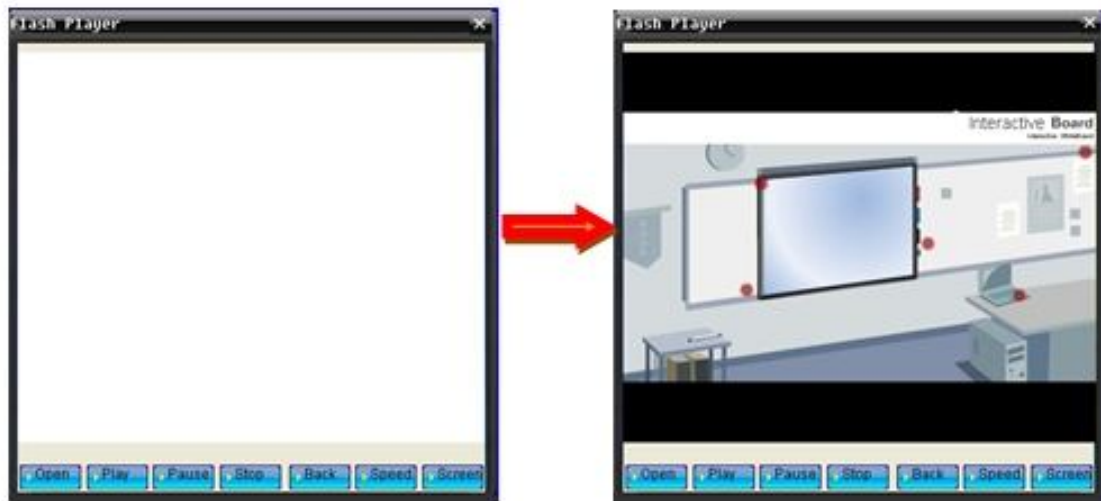 Flash Player
Open Play Pause Stop Back Speed Screen
Flash Player
Interactive Board
Open Play Pause Stop Back Speed Screen